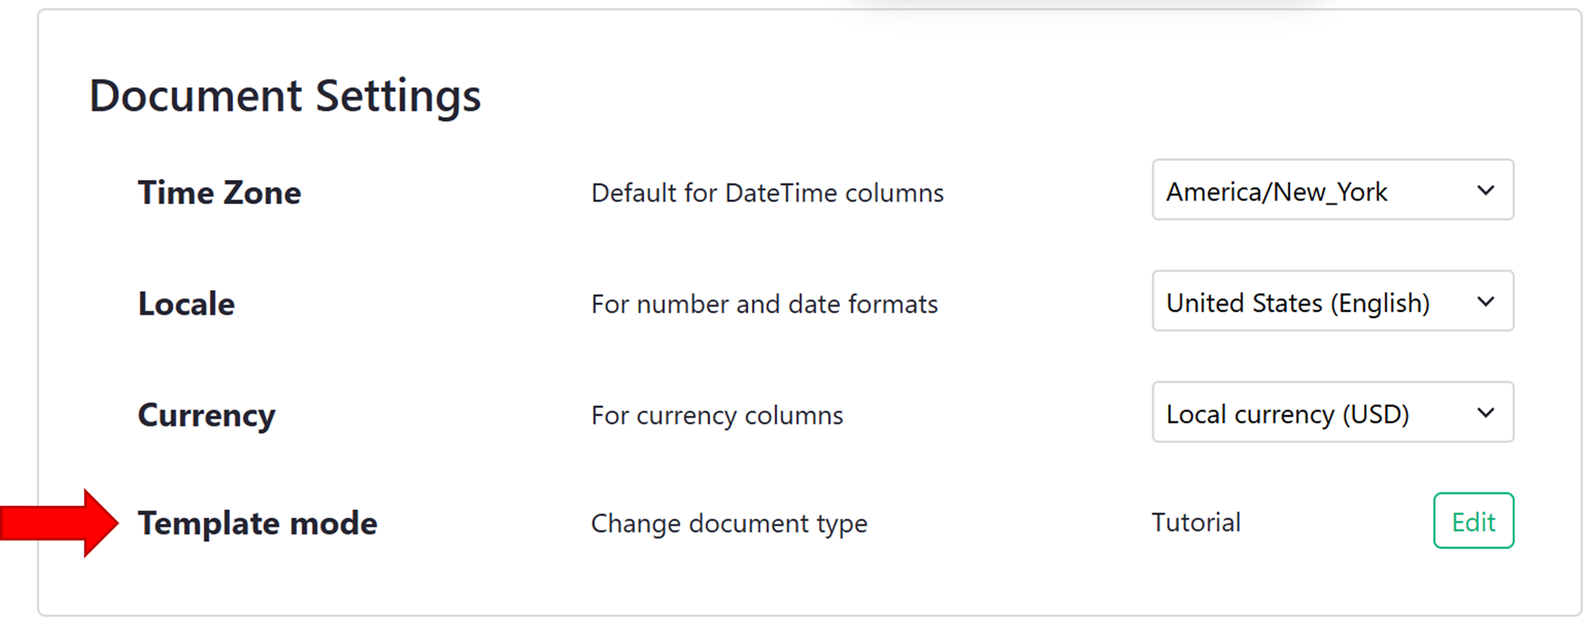 Document Settings
Time Zone Default for DateTime columns America/New_York
Locale For number and date formats United States (English)
Currency For currency columns Local currency (USD)
Template mode Change document type Tutorial Edit